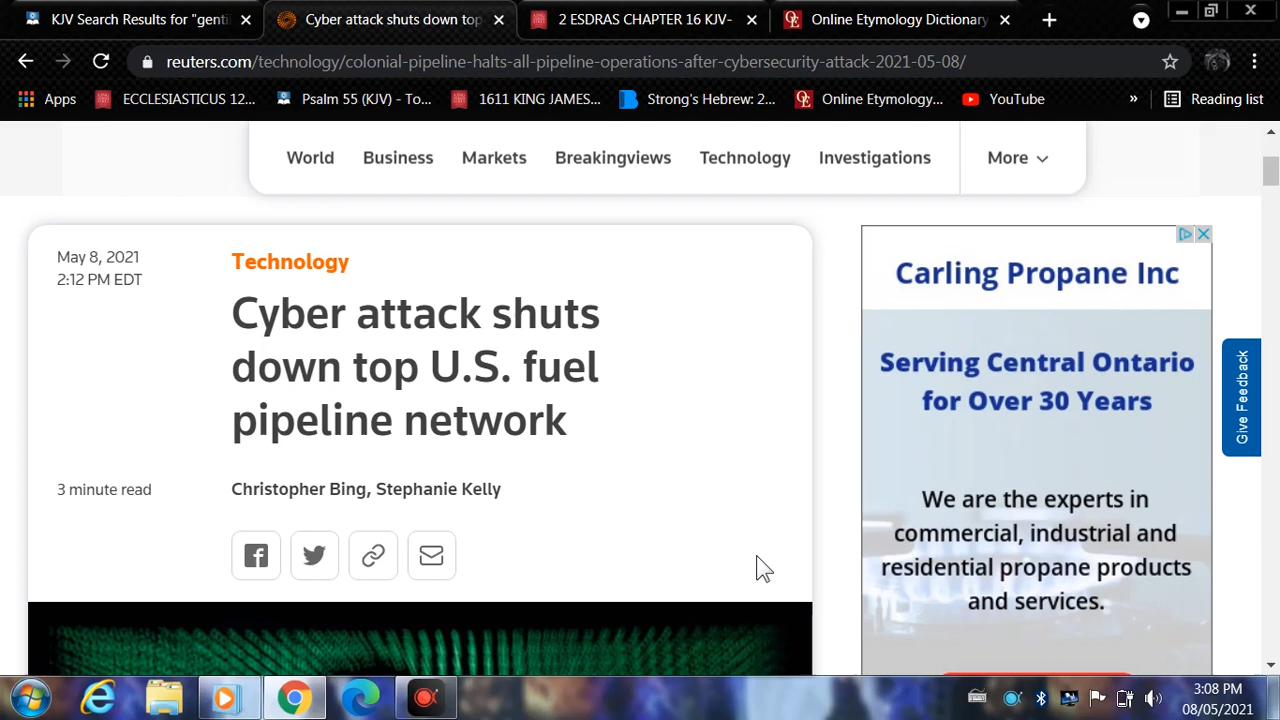 KJV Search Results for "genti
Cyber attack shuts down top
2 ESDRAS CHAPTER 16 KJV-
Online Etymology Dictionary
reuters.com/technology/colonial-pipeline-halts-all-pipeline-operations-after-cybersecurity-attack-2021-05-08/
Apps
ECCLESIASTICUS 12...
Psalm 55 (KJV) - To...
1611 KING JAMES...
Strong's Hebrew: 2...
Online Etymology...
YouTube
»
Reading list
World
Business
Markets
Breakingviews
Technology
Investigations
More
May 8, 2021
2:12 PM EDT
Technology
Cyber attack shuts
down top U.S. fuel
pipeline network
3 minute read
Christopher Bing, Stephanie Kelly
Carling Propane Inc
Serving Central Ontario
for Over 30 Years
We are the experts in
commercial, industrial and
residential propane products
and services.
Give Feedback
3:08 PM
08/05/2021